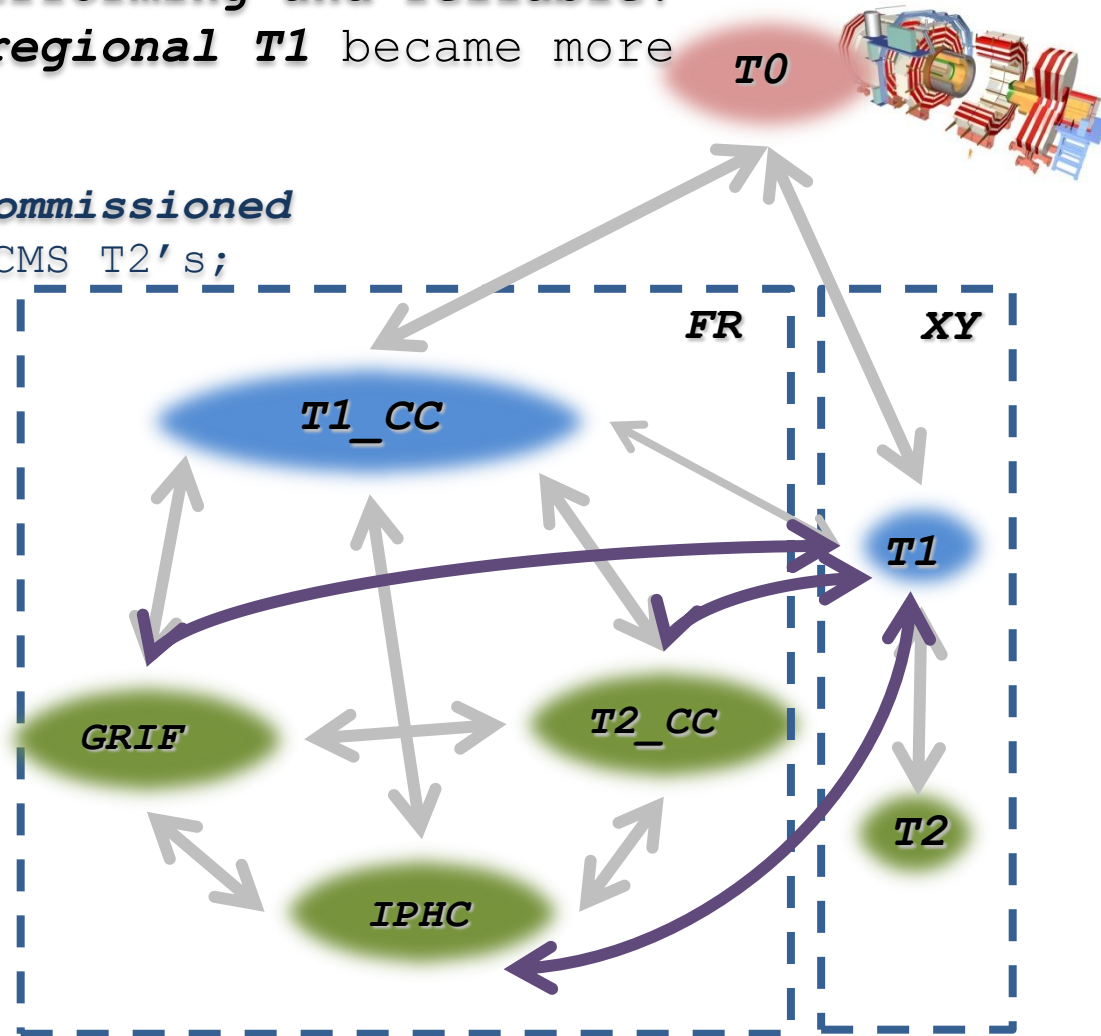 regional T1 became more
T0
ommissioned
CMS T2's;
FR
XY
T1_CC
T1
GRIF
T2_CC
T2
IPHC